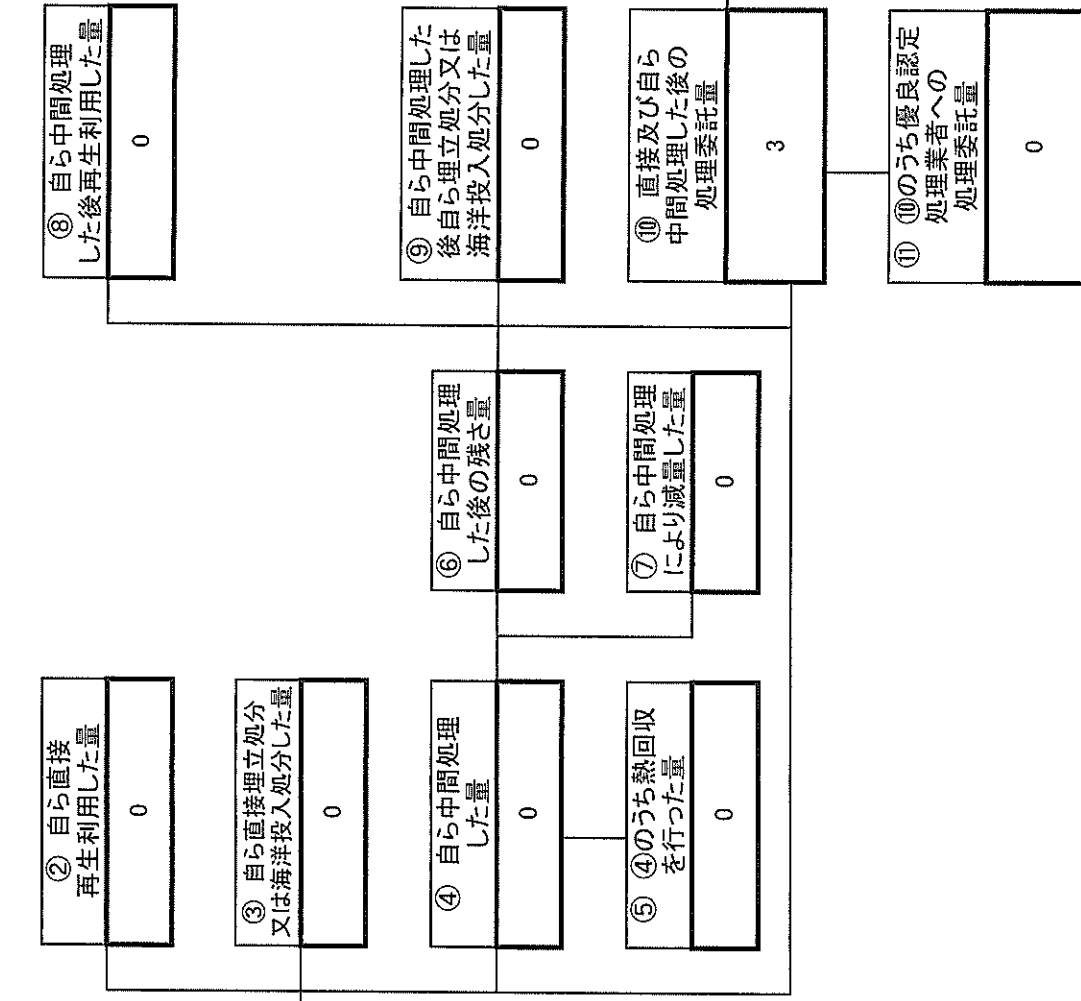 ② 自ら直接
再生利用した量
0
③ 自ら直接埋立処分
又は海洋投入処分した量
0
④ 自ら中間処理
した量
0
⑤ ④のうち熱回収
を行った量
0
⑥ 自ら中間処理
した後の残さ量
0
⑦ 自ら中間処理
により減量した量
0
⑧ 自ら中間処理
した後再生利用した量
0
⑨ 自ら中間処理した
後自ら埋立処分又は
海洋投入処分した量
0
⑩ 直接及び自ら
中間処理した後の
処理委託量
3
⑪ ⑩のうち優良認定
処理業者への
処理委託量
0